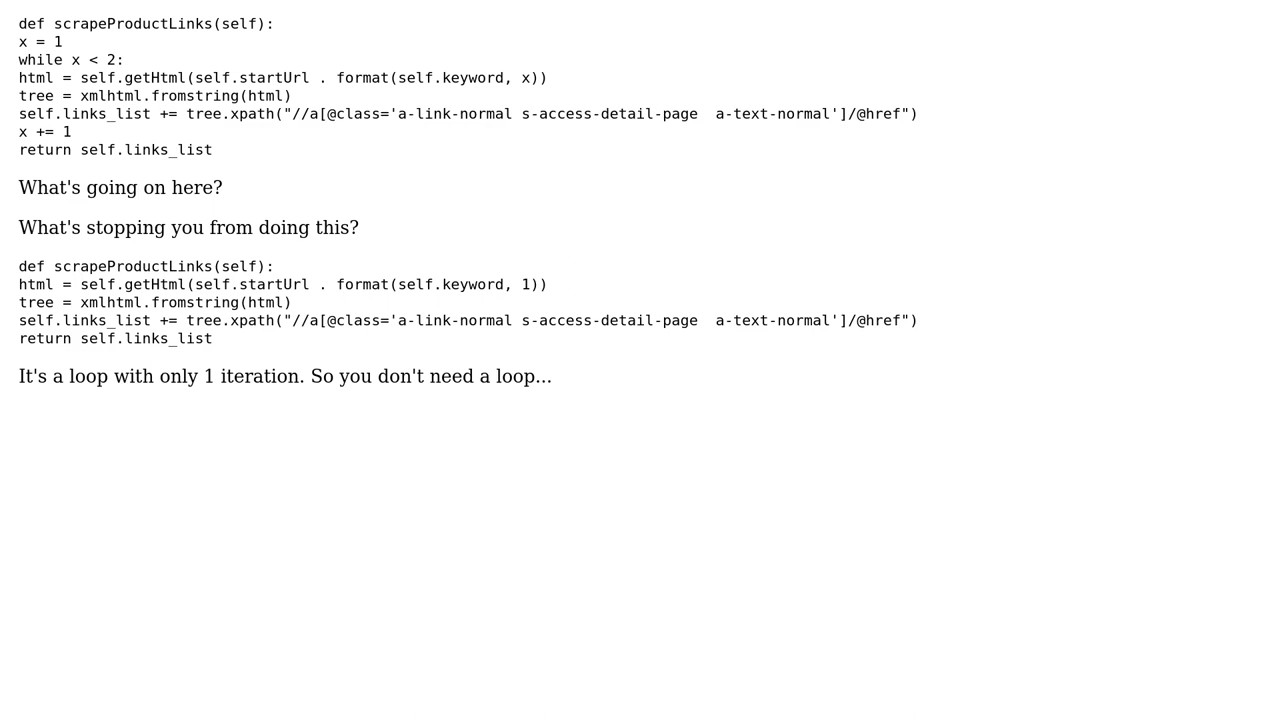 def scrapeProductLinks(self):
x = 1
while x < 2:
html = self.getHtml(self.startUrl . format(self.keyword, x))
tree = xmlhtml.fromstring(html)
self.links_list += tree.xpath("//a[@class='a-link-normal s-access-detail-page  a-text-normal']/@href")
x += 1
return self.links_list
What's going on here?
What's stopping you from doing this?
def scrapeProductLinks(self):
html = self.getHtml(self.startUrl . format(self.keyword, 1))
tree = xmlhtml.fromstring(html)
self.links_list += tree.xpath("//a[@class='a-link-normal s-access-detail-page  a-text-normal']/@href")
return self.links_list
It's a loop with only 1 iteration. So you don't need a loop...